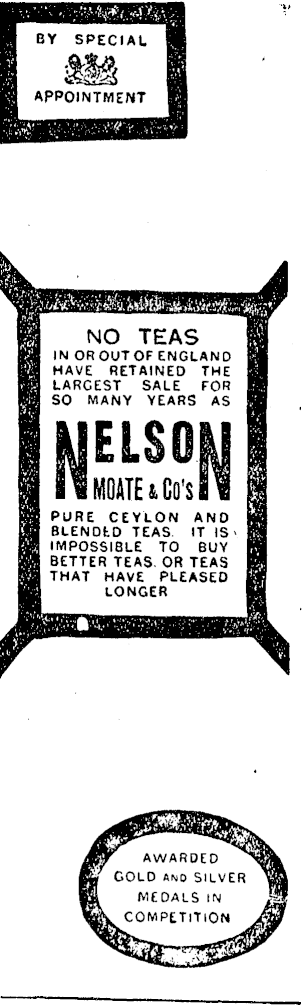 BY SPECIAL
APPOINTMENT
NO TEAS
IN OR OUT OF ENGLAND
HAVE RETAINED THE
LARGEST SALE FOR
SO MANY YEARS AS
NELSON
MOATE & Co's
PURE CEYLON AND
BLENDED TEAS. IT IS
IMPOSSIBLE TO BUY
BETTER TEAS. OR TEAS
THAT HAVE PLEASED
LONGER
AWARDED
GOLD AND SILVER
MEDALS IN
COMPETITION